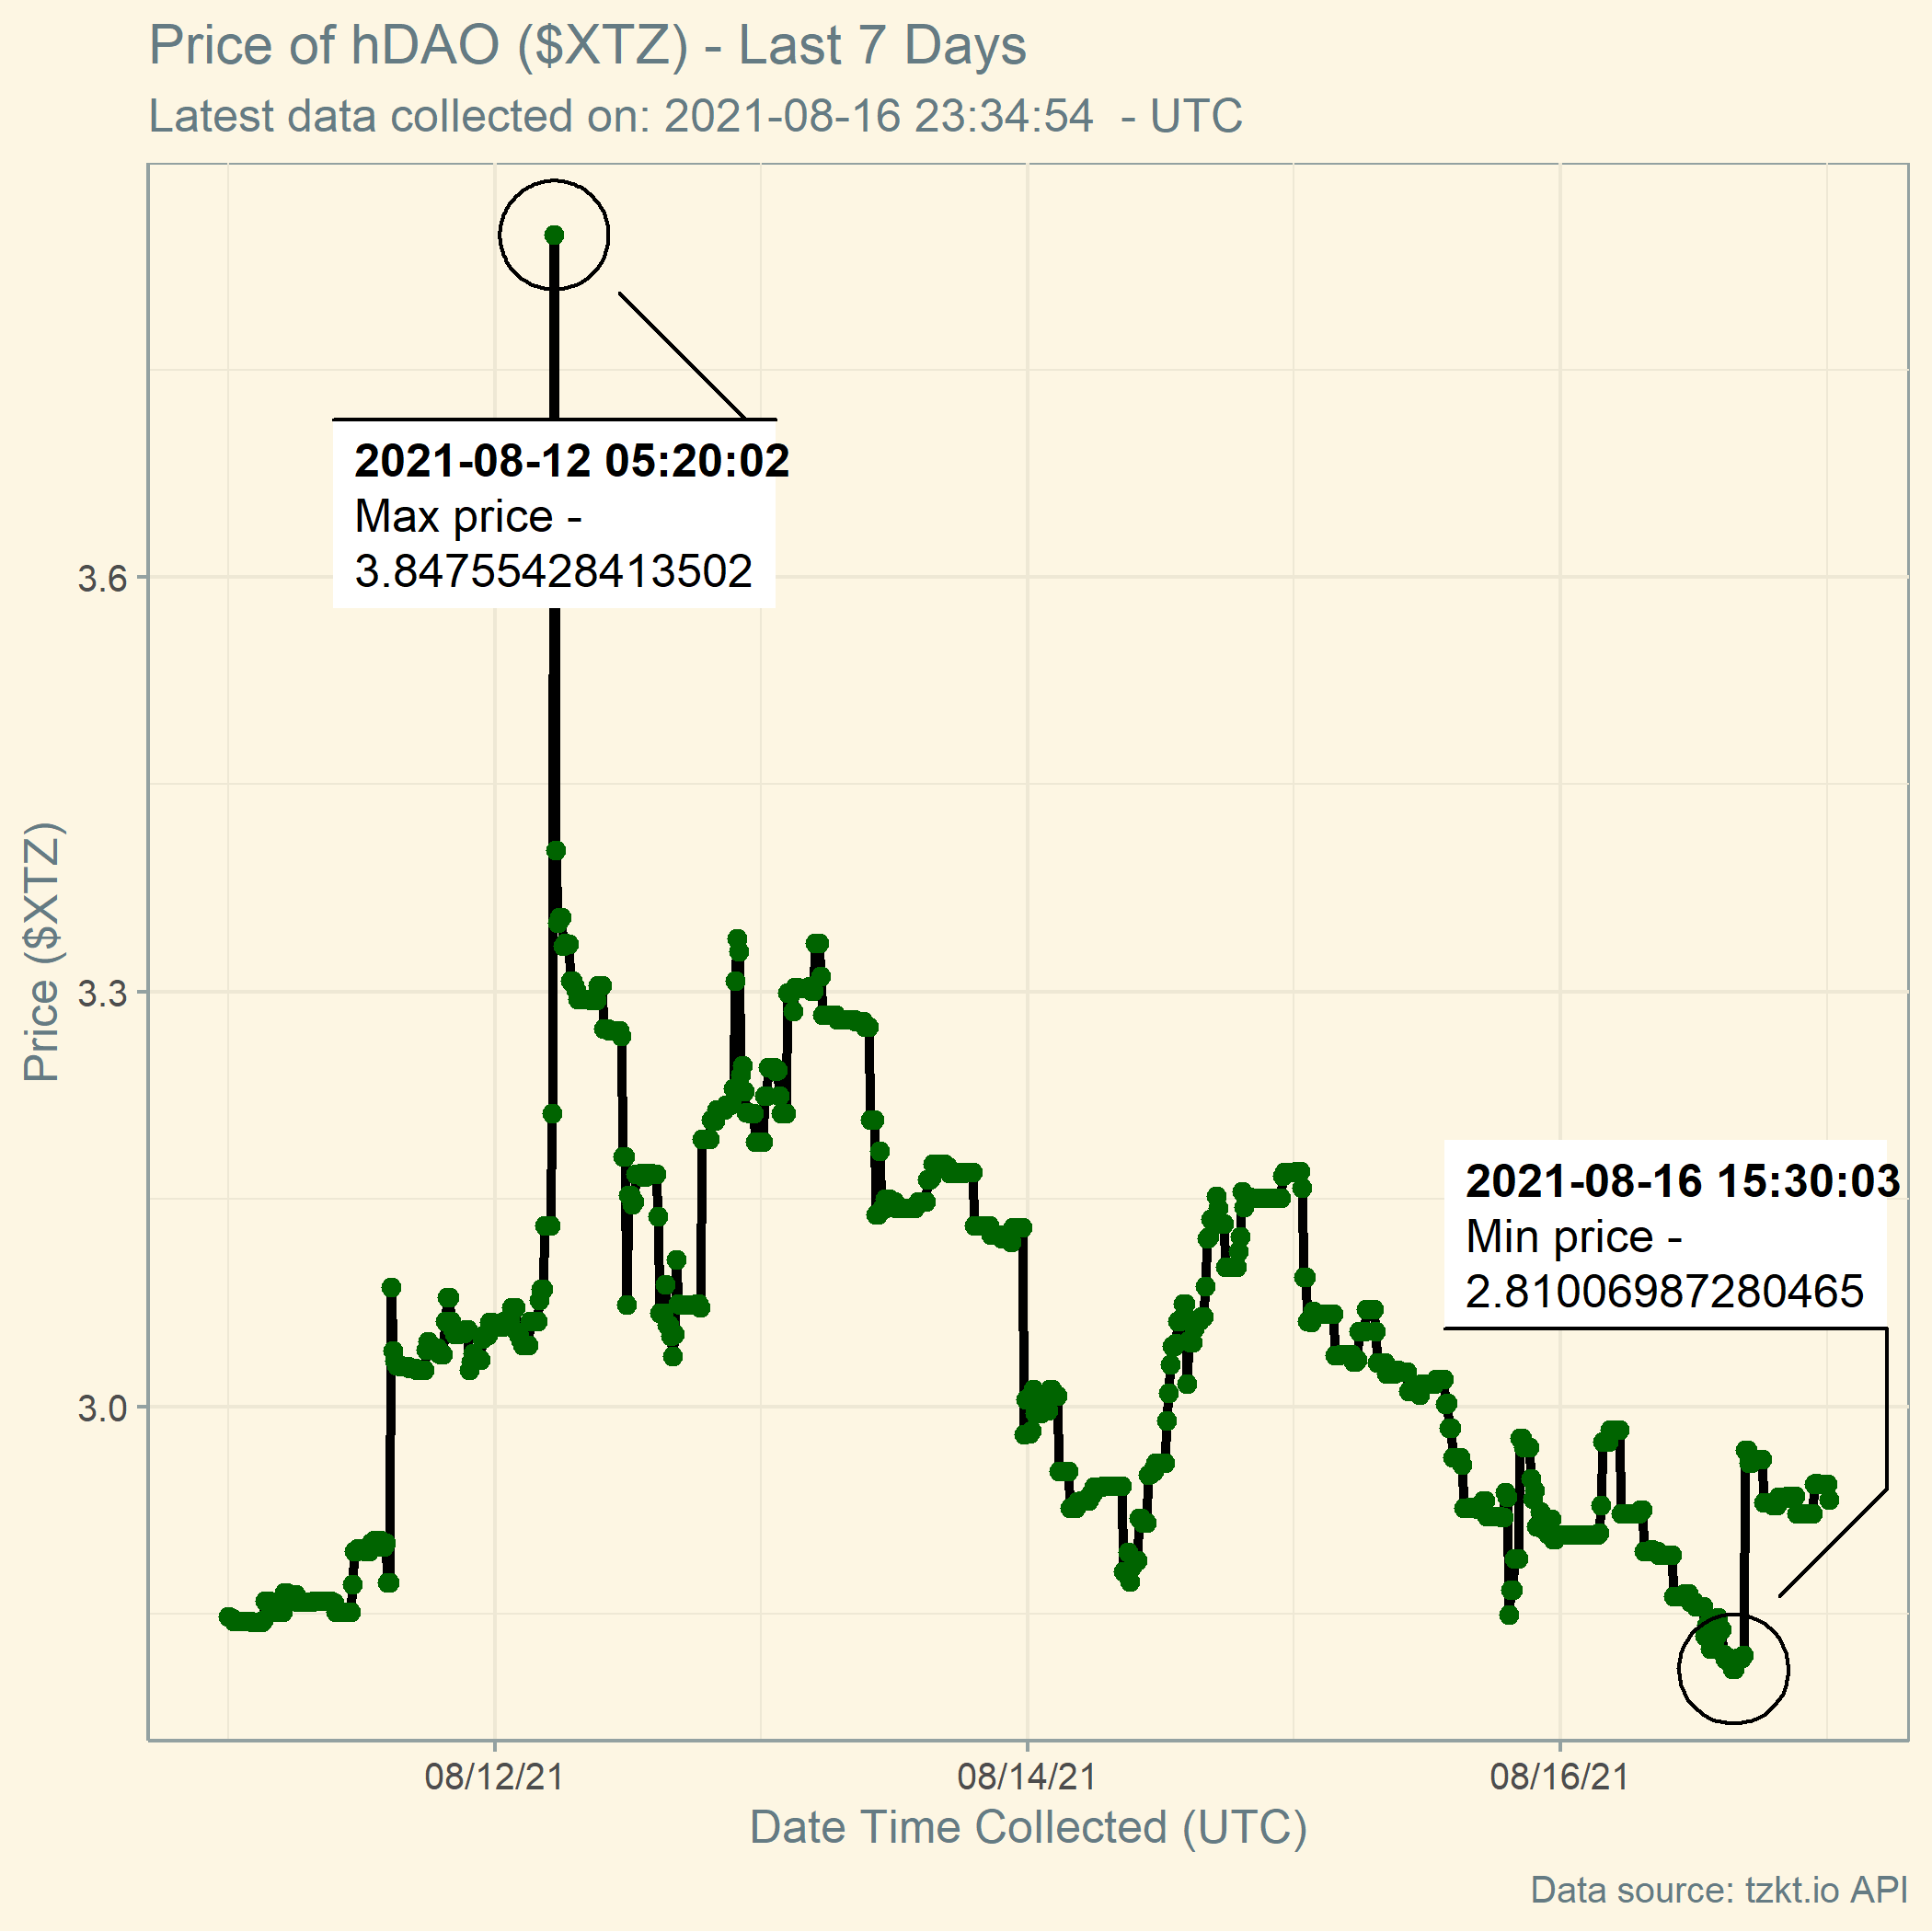 Price of hDAO ($XTZ) - Last 7 Days
Latest data collected on: 2021-08-16 23:34:54  - UTC
2021-08-12 05:20:02
Max price -
3.84755428413502
3.6
3.3
3.0
Price ($XTZ)
2021-08-16 15:30:03
Min price -
2.81006987280465
08/12/21
08/14/21
08/16/21
Date Time Collected (UTC)
Data source: tzkt.io API